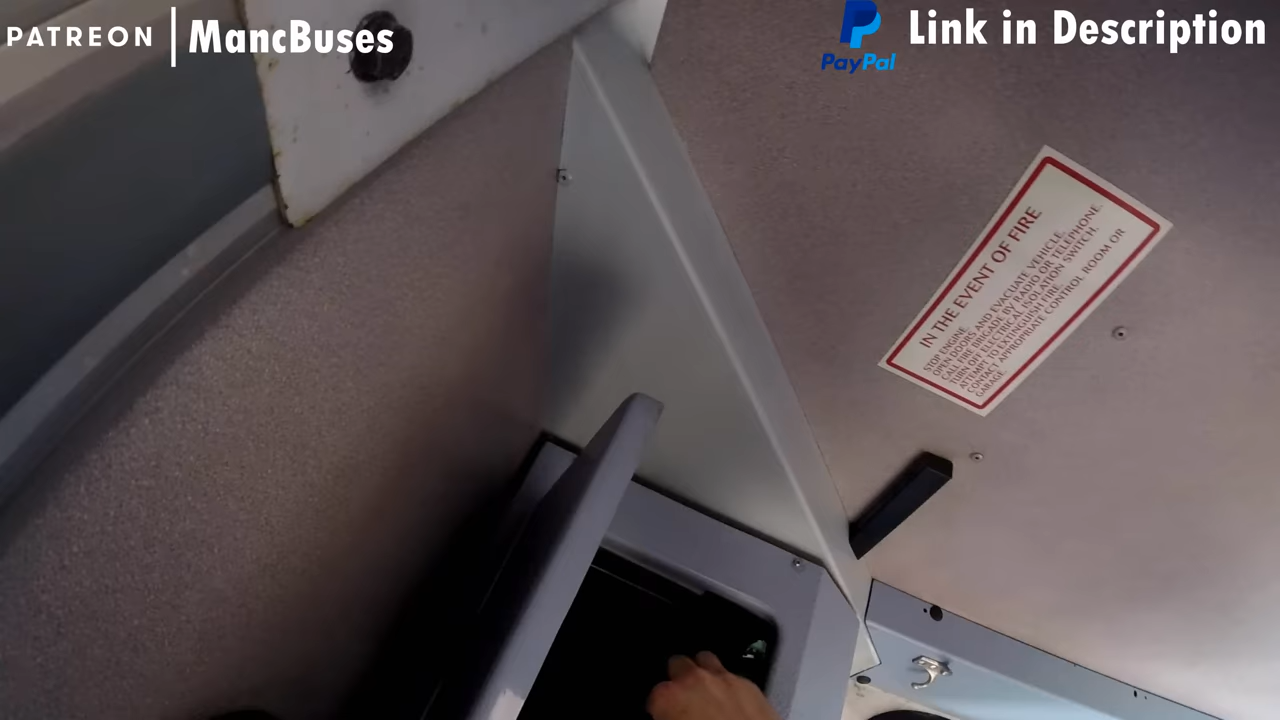 PATREON | MancBuses
PayPal
Link in Description
IN THE EVENT OF FIRE
STOP ENGINE.
OPEN DOORS AND EVACUATE VEHICLE.
CALL FIRE BRIGADE BY RADIO OR TELEPHONE.
TURN OFF ELECTRICAL ISOLATION SWITCH.
ATTEMPT TO EXTINGUISH FIRE.
CONTACT APPROPRIATE CONTROL ROOM OR
GARAGE.